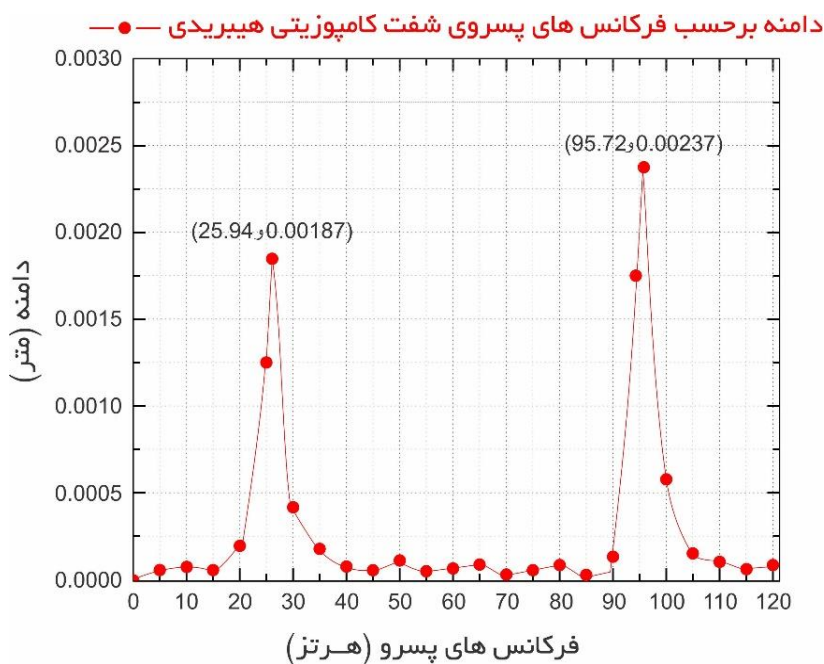 دامنه برحسب فرکانس های پسروی شفت کامپوزیتی هیبریدی
0.0030
0.0025
0.0020
0.0015
0.0010
0.0005
0.0000
(95.72و0.00237)
(25.94و0.00187)
دامنه (متر)
0 10 20 30 40 50 60 70 80 90 100 110 120
فرکانس های پسرو (هـرتز)